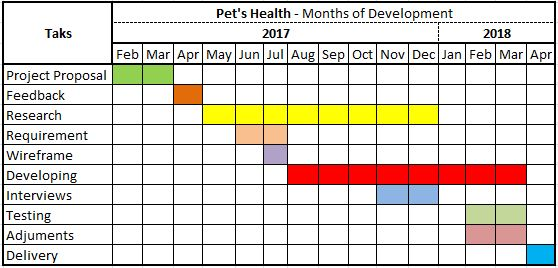 Taks
Pet's Health - Months of Development
2017 2018
Feb Mar Apr May Jun Jul Aug Sep Oct Nov Dec Jan Feb Mar Apr
Project Proposal
Feedback
Research
Requirement
Wireframe
Developing
Interviews
Testing
Adjuments
Delivery